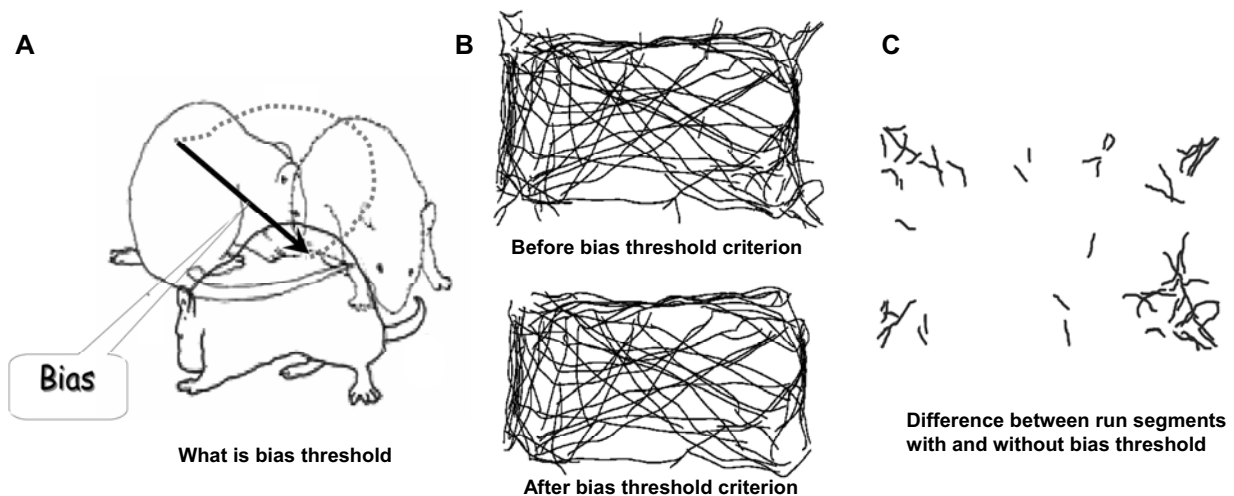 A
B
C
Bias
What is bias threshold
Before bias threshold criterion
After bias threshold criterion
Difference between run segments
with and without bias threshold